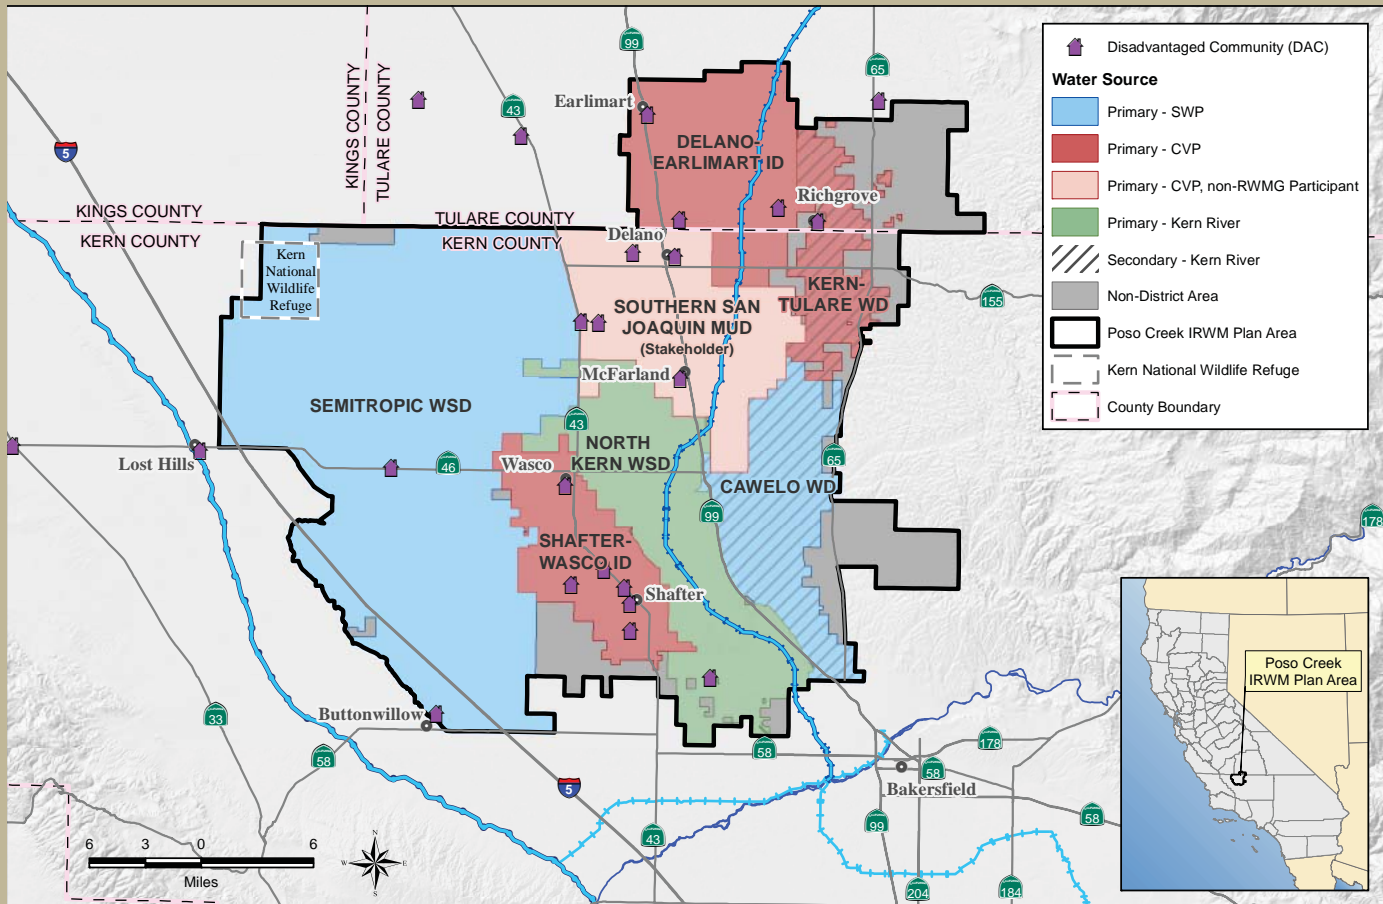 Disadvantaged Community (DAC)
Water Source
Primary - SWP
Primary - CVP
Primary - CVP, non-RWMG Participant
Primary - Kern River
Secondary - Kern River
Non-District Area
Poso Creek IRWM Plan Area
Kern National Wildlife Refuge
County Boundary
99
65
43
5
Earlimart
KINGS COUNTY
TULARE COUNTY
DELANO-
EARLIMART ID
Richgrove
KINGS COUNTY
KERN COUNTY
TULARE COUNTY
KERN COUNTY
Delano
Kern
National
Wildlife
Refuge
KERN-
TULARE WD
155
SOUTHERN SAN
JOAQUIN MUD
(Stakeholder)
McFarland
SEMITROPIC WSD
43
NORTH
KERN WSD
65
Lost Hills
46
Wasco
CAWELO WD
99
178
SHAFTER-
WASCO ID
Shafter
Poso Creek
IRWM Plan Area
33
Buttonwillow
58
58
178
58
Bakersfield
5
58
99
43
204
184
6
3
0
6
Miles
N
W
E
S